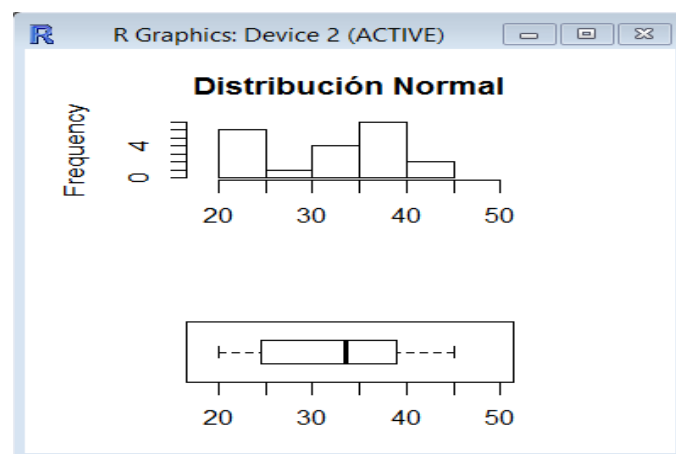 R R Graphics: Device 2 (ACTIVE)
Distribución Normal
Frequency
0 4
20 30 40 50
20 30 40 50